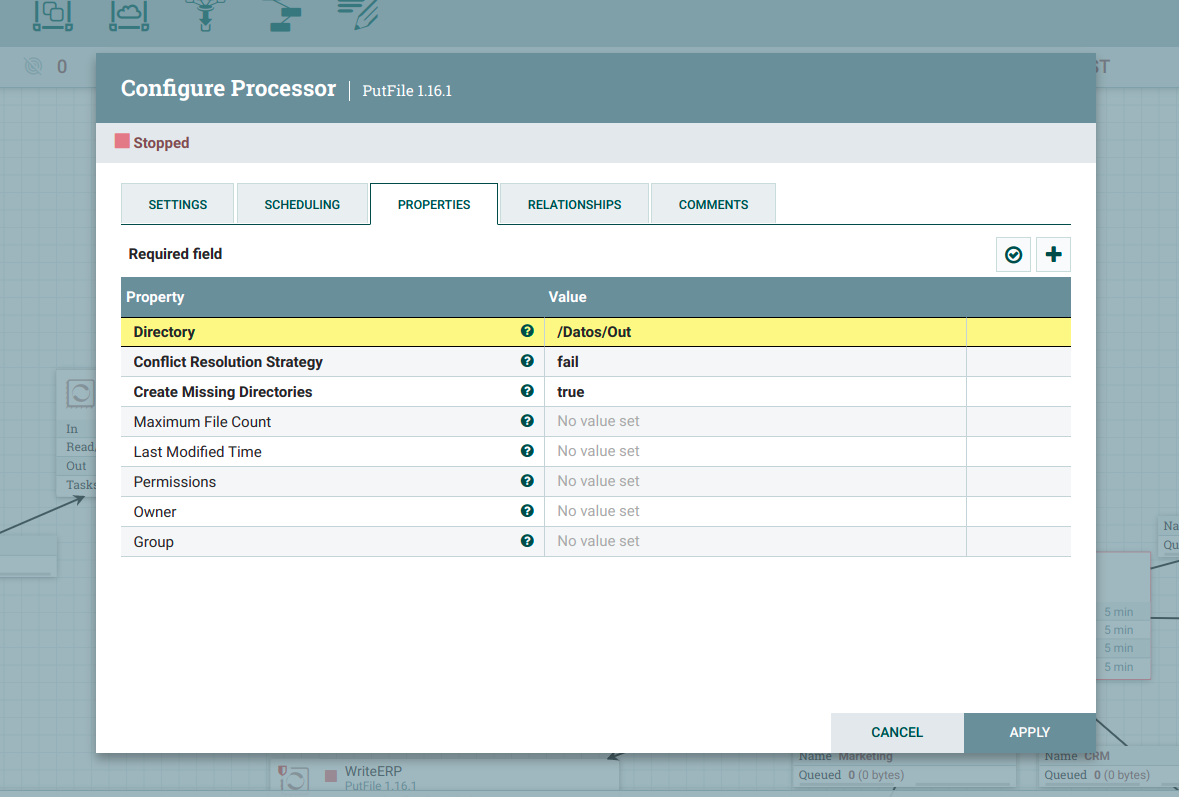 0
ST
Configure Processor | PutFile 1.16.1
Stopped
SETTINGS
SCHEDULING
PROPERTIES
RELATIONSHIPS
COMMENTS
Required field
Property Value
Directory /Datos/Out
Conflict Resolution Strategy fail
Create Missing Directories true
Maximum File Count No value set
Last Modified Time No value set
Permissions No value set
Owner No value set
Group No value set
In
Read/
Out
Tasks
Na
Qu
5 min
5 min
5 min
5 min
CANCEL
APPLY
Name Marketing
Queued 0 (0 bytes)
Name CRM
Queued 0 (0 bytes)
WriteERP
PutFile 1.16.1